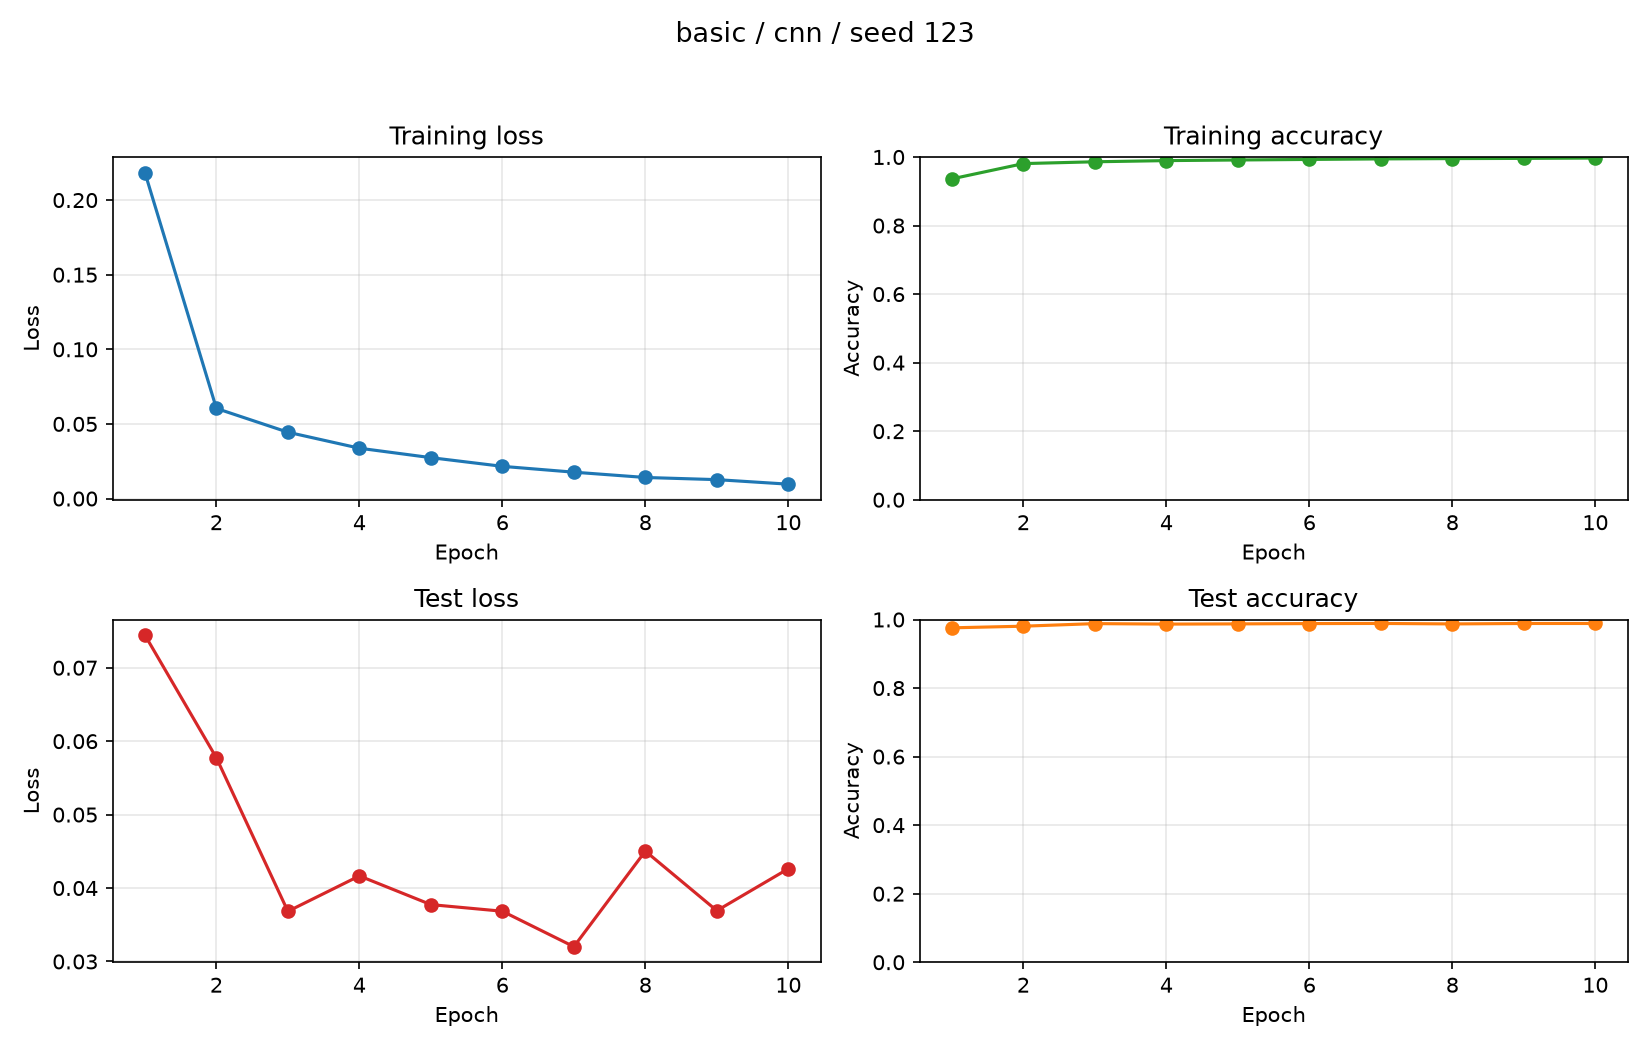 basic / cnn / seed 123
Training loss
Loss
0.20
0.15
0.10
0.05
0.00
2 4 6 8 10
Epoch
Training accuracy
Accuracy
1.0
0.8
0.6
0.4
0.2
0.0
2 4 6 8 10
Epoch
Test loss
Loss
0.07
0.06
0.05
0.04
0.03
2 4 6 8 10
Epoch
Test accuracy
Accuracy
1.0
0.8
0.6
0.4
0.2
0.0
2 4 6 8 10
Epoch